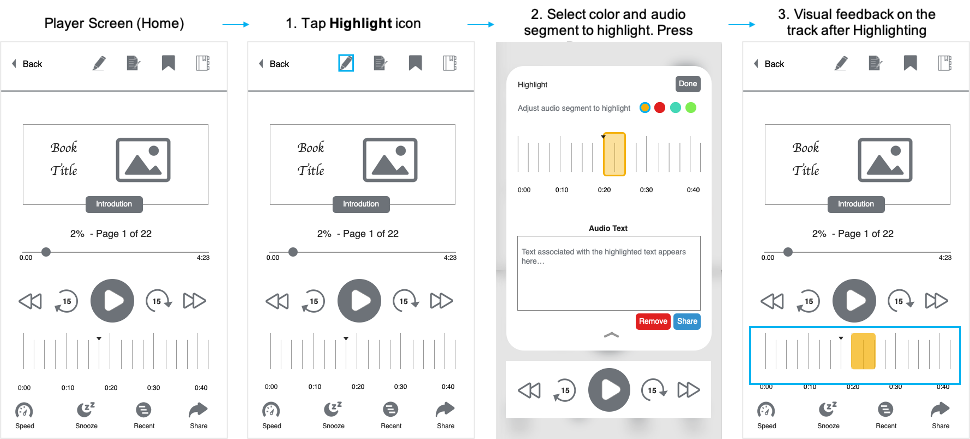 Player Screen (Home)
1. Tap Highlight icon
2. Select color and audio
segment to highlight. Press
3. Visual feedback on the
track after Highlighting
Back
Book
Title
Introdution
2% - Page 1 of 22
0.00
4:23
15
15
0:00
0:10
0:20
0:30
0:40
Speed
Snooze
Recent
Share
Back
Book
Title
Introdution
2% - Page 1 of 22
0.00
4:23
15
15
0:00
0:10
0:20
0:30
0:40
Speed
Snooze
Recent
Share
Highlight
Done
Adjust audio segment to highlight
0:00
0:10
0:20
0:30
0:40
Audio Text
Text associated with the highlighted text appears
here…
Remove
Share
15
15
Back
Book
Title
Introdution
2% - Page 1 of 22
0.00
4:23
15
15
0:00
0:10
0:20
0:30
0:40
Speed
Snooze
Recent
Share